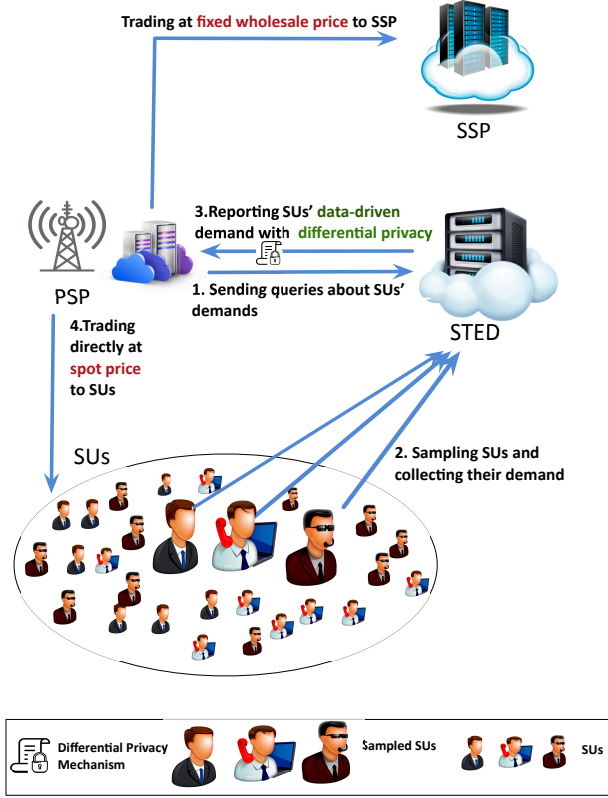 Trading at fixed wholesale price to SSP
SSP
3.Reporting SUs' data-driven
demand with differential privacy
PSP
1. Sending queries about SUs'
demands
STED
4.Trading
directly at
spot price
to SUs
2. Sampling SUs and
collecting their demand
SUs
Differential Privacy
Mechanism
Sampled SUs
SUs